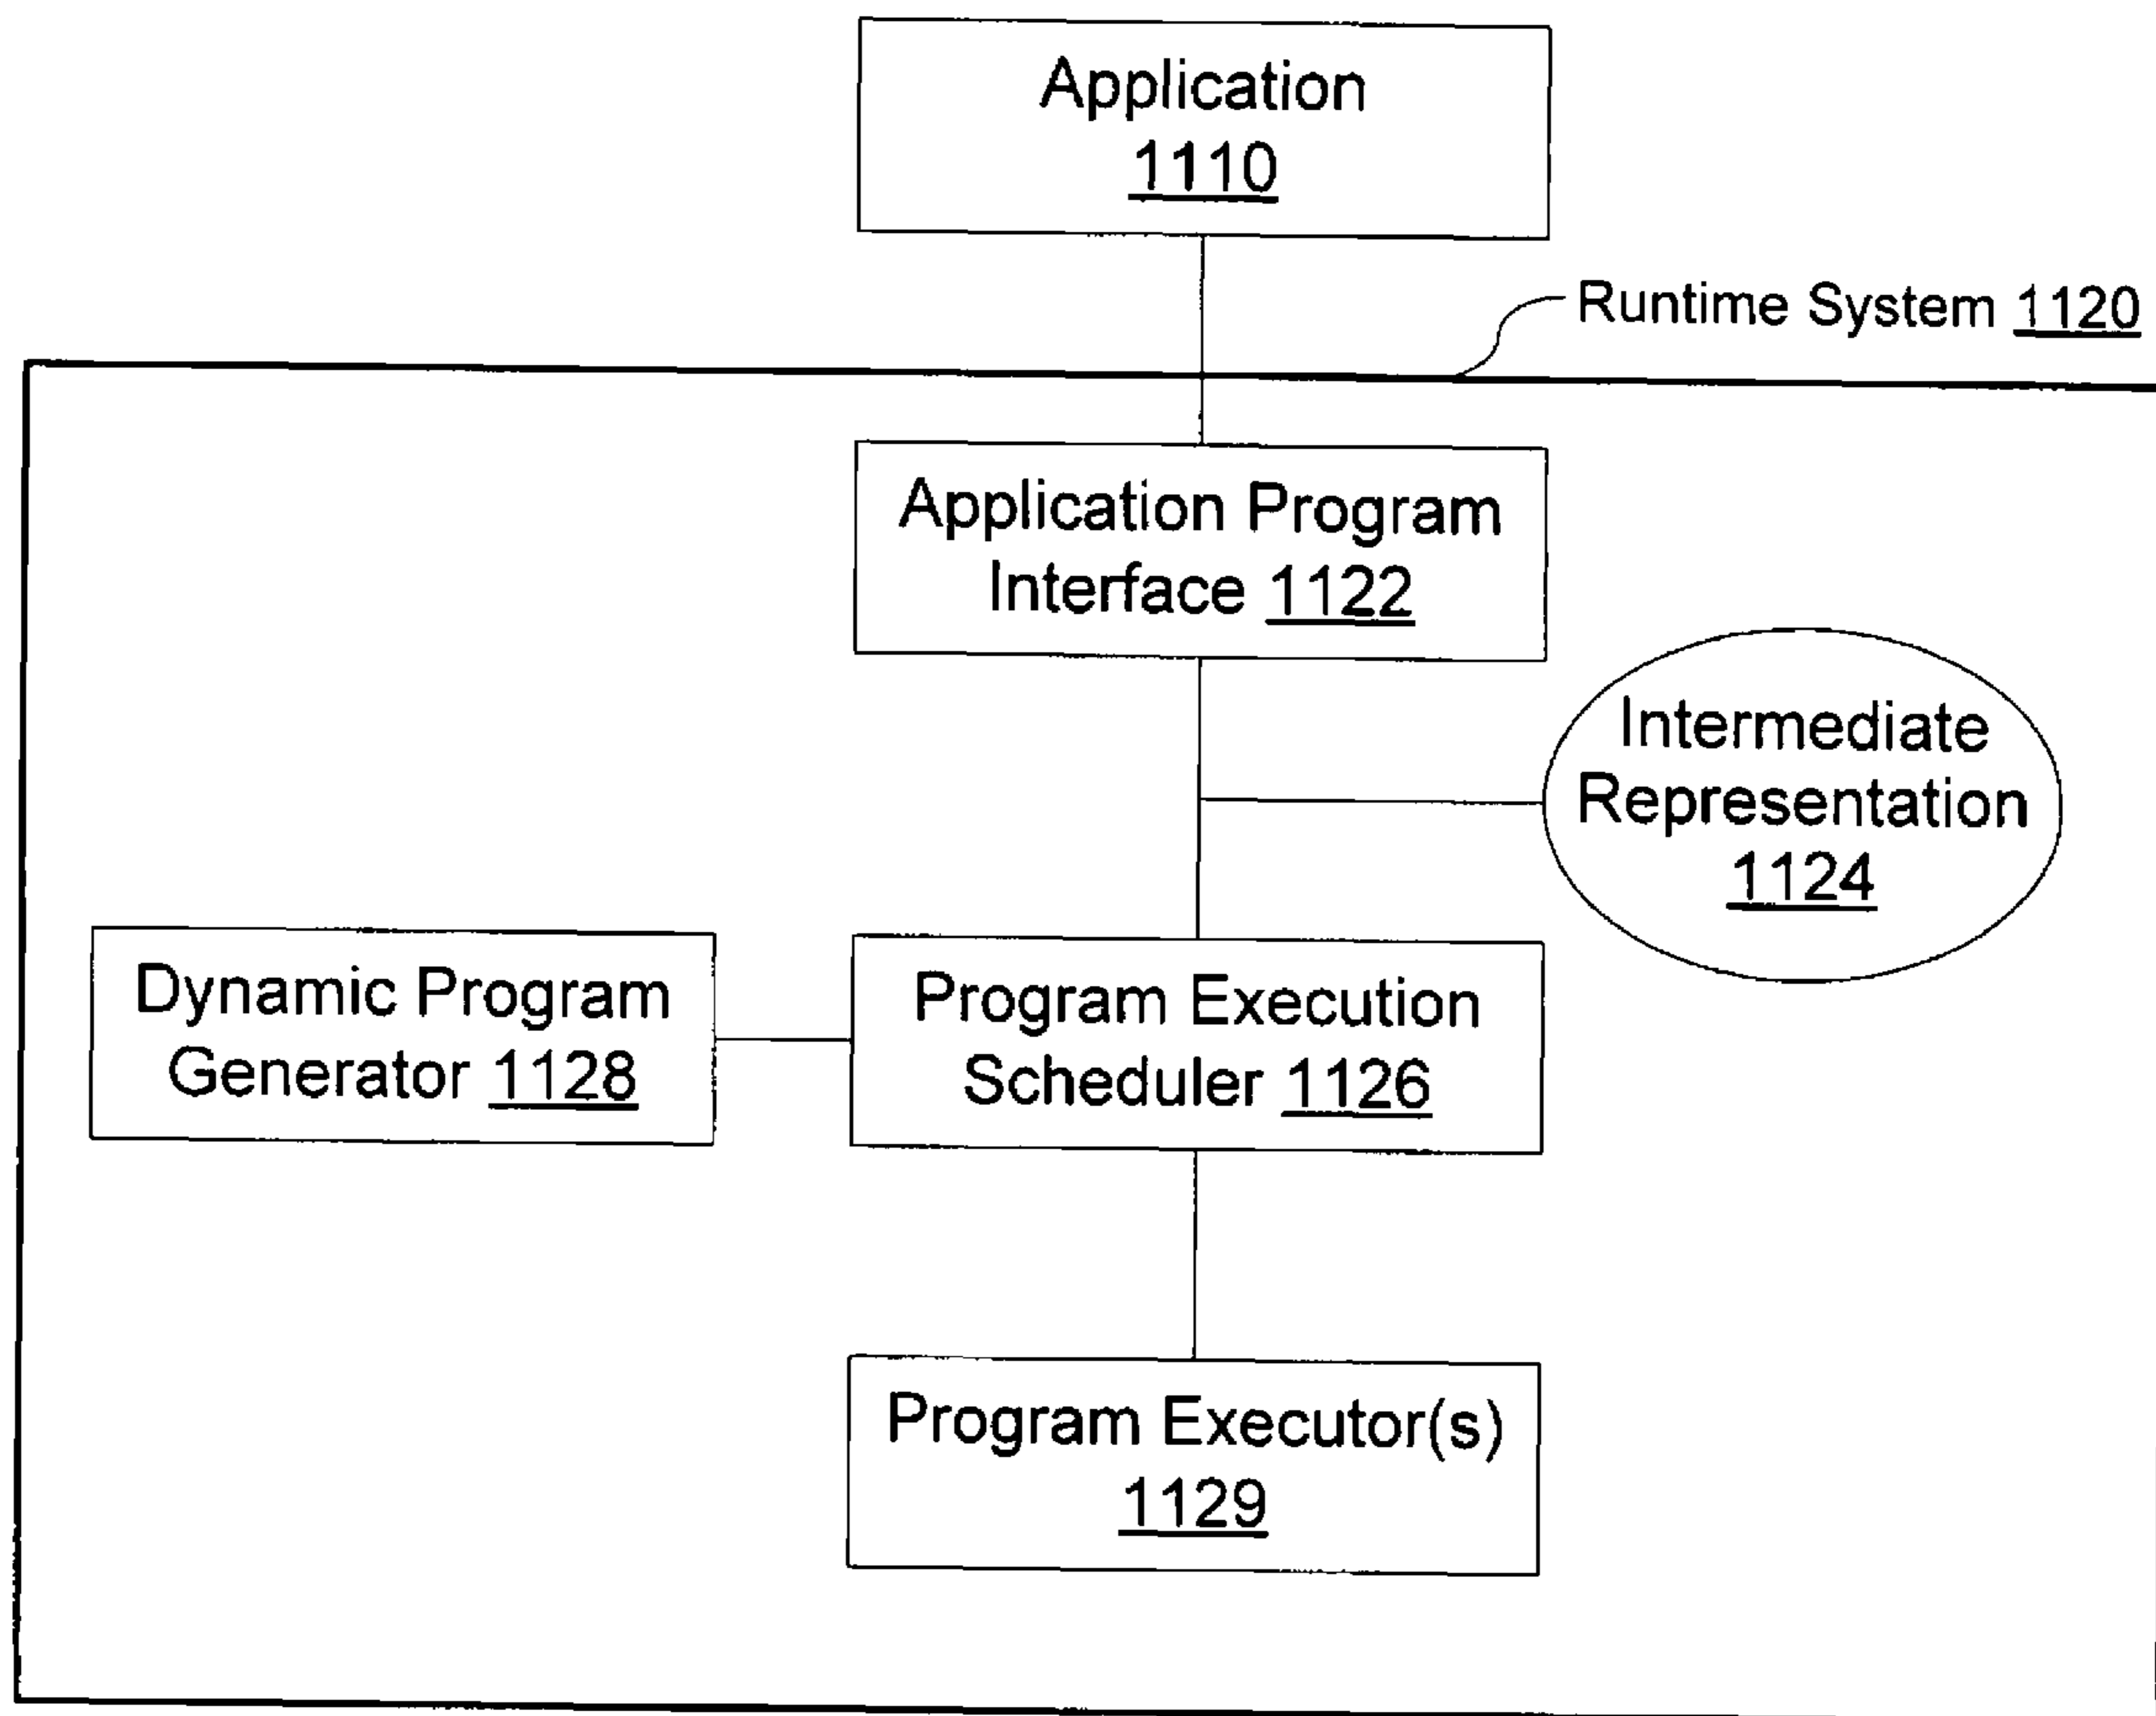 Application
1110
Runtime System 1120
Application Program
Interface 1122
Intermediate
Representation
1124
Dynamic Program
Generator 1128
Program Execution
Scheduler 1126
Program Executor(s)
1129